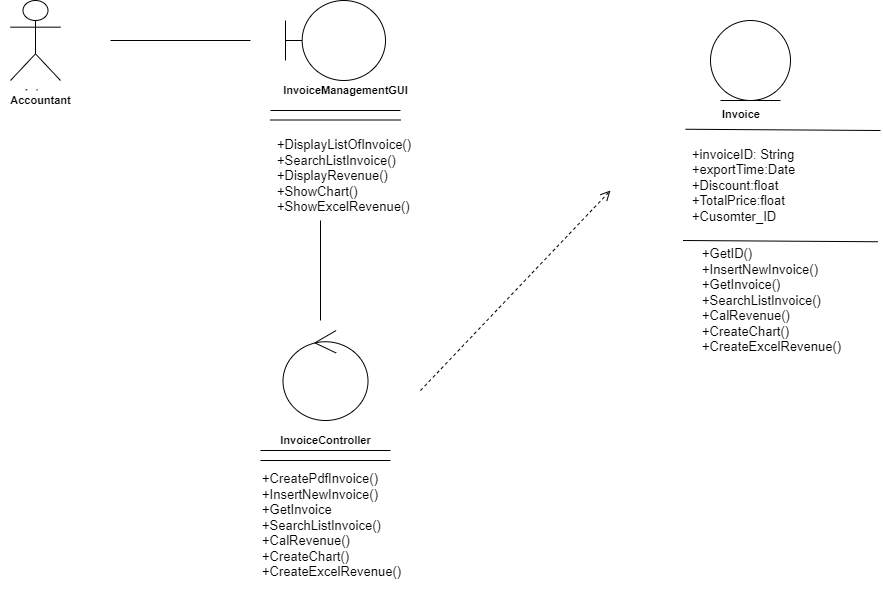 Accountant
InvoiceManagementGUI
+DisplayListOfInvoice()
+SearchListInvoice()
+DisplayRevenue()
+ShowChart()
+ShowExcelRevenue()
InvoiceController
+CreatePdfInvoice()
+InsertNewInvoice()
+GetInvoice
+SearchListInvoice()
+CalRevenue()
+CreateChart()
+CreateExcelRevenue()
Invoice
+invoiceID: String
+exportTime:Date
+Discount:float
+TotalPrice:float
+Cusomter_ID
+GetID()
+InsertNewInvoice()
+GetInvoice()
+SearchListInvoice()
+CalRevenue()
+CreateChart()
+CreateExcelRevenue()